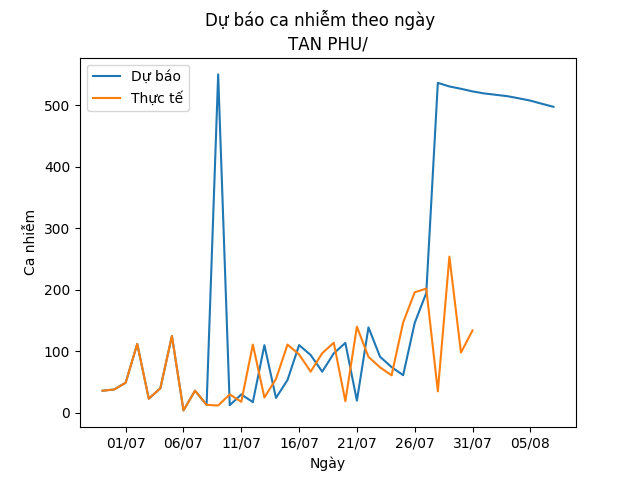 Dự báo ca nhiễm theo ngày
TAN PHU/
Dự báo
Thực tế
Ca nhiễm
500
400
300
200
100
0
01/07 06/07 11/07 16/07 21/07 26/07 31/07 05/08
Ngày